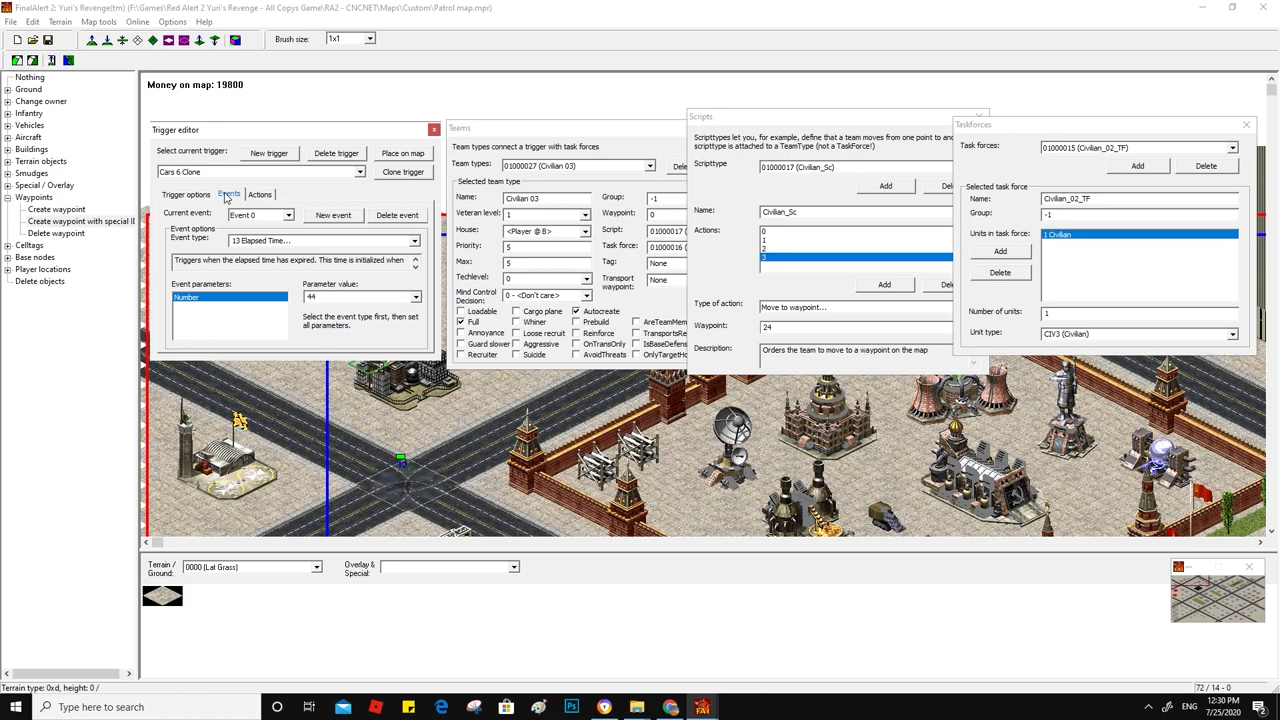 FinalAlert 2: Yuri's Revenge(tm) (F:\Games\Red Alert 2 Yuri's Revenge - All Copys Game\RA2 - CNCNET\Maps\Custom\Patrol map.mpr)
File Edit Terrain Map tools Online Options Help
Brush size: 1x1
Nothing
Ground
Change owner
Infantry
Vehicles
Aircraft
Buildings
Terrain objects
Smudges
Special / Overlay
Waypoints
Create waypoint
Create waypoint with special ID
Delete waypoint
Celltags
Base nodes
Player locations
Delete objects
Money on map: 19800
Trigger editor
Select current trigger: New trigger Delete trigger Place on map
Cars 6 Clone Clone trigger
Trigger options Events Actions
Current event: Event 0 New event Delete event
Event options
Event type: 13 Elapsed Time...
Triggers when the elapsed time has expired. This time is initialized when
Event parameters: Parameter value:
Number 44
Select the event type first, then set
all parameters.
Teams
Team types connect a trigger with task forces
Team types: 01000027 (Civilian 03)
Selected team type
Name: Civilian 03 Group: -1
Veteran level: 1 Waypoint: 0
House: <Player @ B> Script: 01000017
Priority: 5 Task force: 01000016
Max: 5 Tag: None
Techlevel: 0 Transport waypoint: None
Mind Control Decision: 0 - <Don't care>
Loadable Cargo plane Autocreate
Full Whiner Prebuild
Annoyance Loose recruit Reinforce
Guard slower Aggressive OnTransOnly
Recruiter Suicide AvoidThreats
Scripts
Scripttypes let you, for example, define that a team moves from one point to
scripttype is attached to a TeamType (not a TaskForce!)
Scripttype 01000017 (Civilian_Sc)
Add
Name: Civilian_Sc
Actions: 0
1
2
3
Add
Type of action: Move to waypoint...
Waypoint: 24
Description: Orders the team to move to a waypoint on the map
Taskforces
Task forces: 01000015 (Civilian_02_TF)
Add Delete
Selected task force
Name: Civilian_02_TF
Group: -1
Units in task force: 1 Civilian
Add
Delete
Number of units: 1
Unit type: CIV3 (Civilian)
Terrain / Ground: 0000 (Lat Grass) Overlay & Special:
Terrain type: 0xd, height: 0 / 72 / 14 - 0
Type here to search
ENG
12:30 PM
7/25/2020